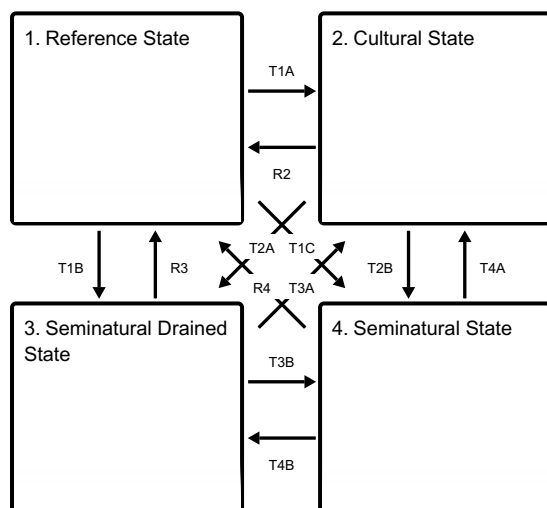 1. Reference State
2. Cultural State
T1A
R2
T2A
T1C
T1B
R3
T2B
T4A
R4
T3A
3. Seminatural Drained
State
4. Seminatural State
T3B
T4B